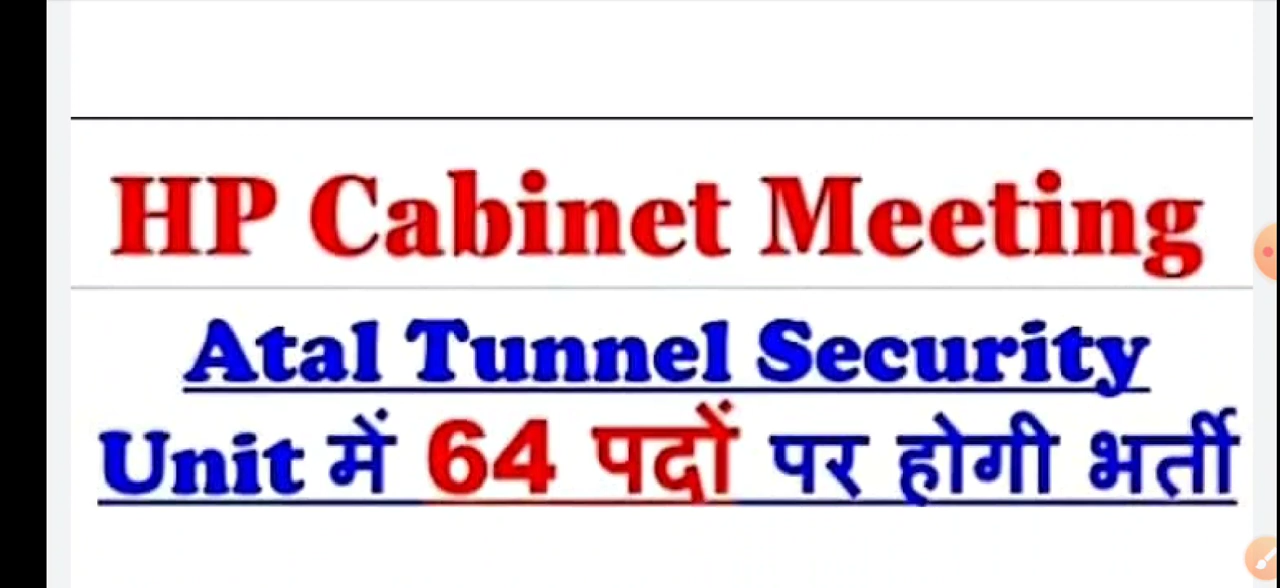 HP Cabinet Meeting
Atal Tunnel Security
Unit में 64 पदों पर होगी भर्ती